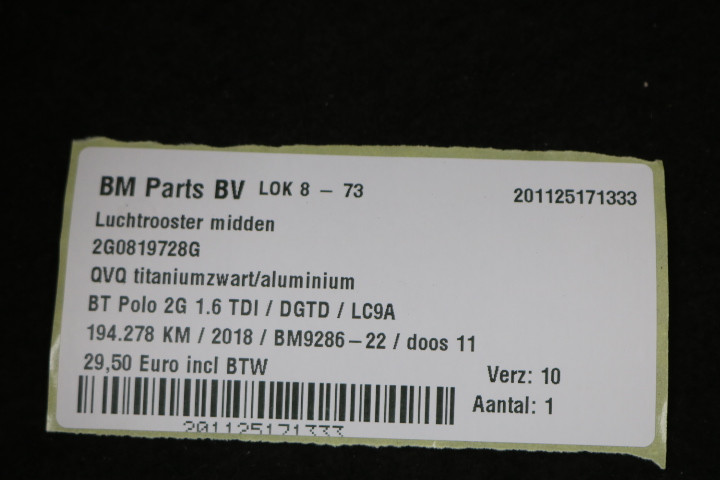 BM Parts BV LOK 8 - 73 201125171333
Luchtrooster midden
2G0819728G
QVQ titaniumzwart/aluminium
BT Polo 2G 1.6 TDI / DGTD / LC9A
194.278 KM / 2018 / BM9286-22 / doos 11
29,50 Euro incl BTW
Verz: 10
Aantal: 1
201125171333